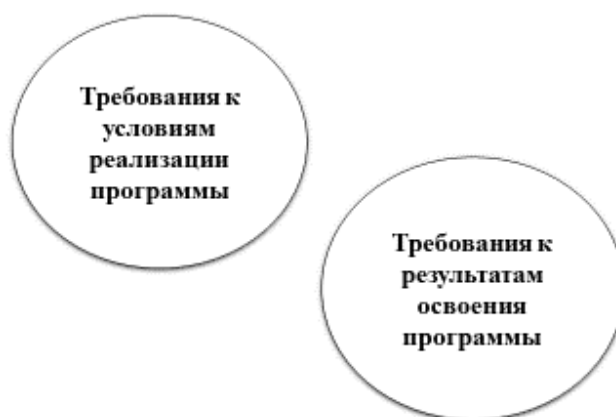 Требования к
условиям
реализации
программы
Требования к
результатам
освоения
программы